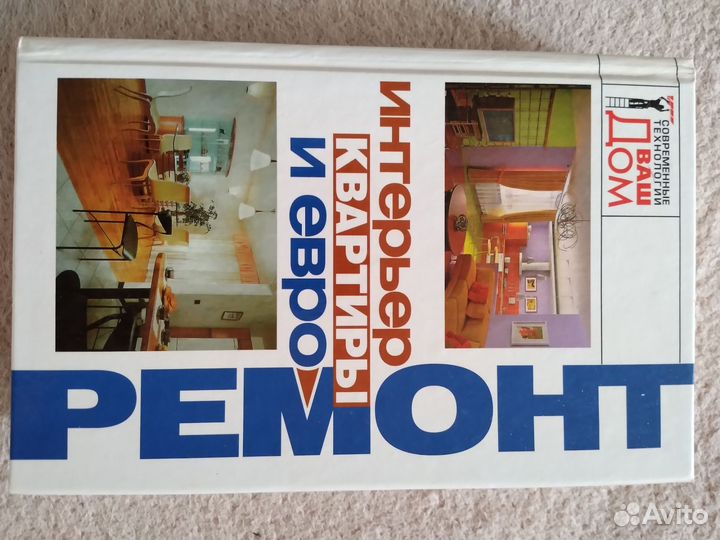 СОВРЕМЕННЫЕ
ТЕХНОЛОГИИ
ВАШ
ДОМ
интерьер
КВАРТИРЫ
и евро
РЕМОНТ
Avito